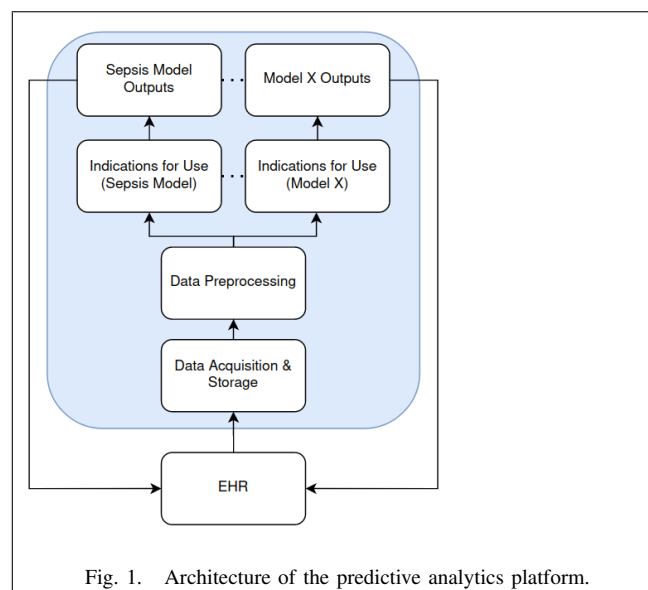 Sepsis Model
Outputs
...
Model X Outputs
Indications for Use
(Sepsis Model)
...
Indications for Use
(Model X)
Data Preprocessing
Data Acquisition &
Storage
EHR
Fig. 1. Architecture of the predictive analytics platform.